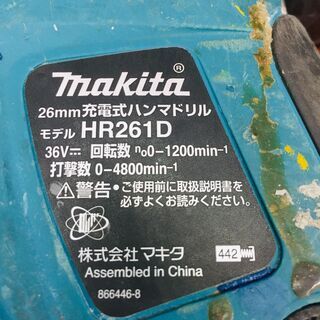 makita®
26mm充電式ハンマドリル
モデル HR261D
36V⎓ 回転数 n₀0-1200min⁻¹
打撃数 0-4800min⁻¹
⚠警告・ご使用前に取扱説明書を
必ずよくお読みください。
株式会社 マキタ
442
Assembled in China
866446-8